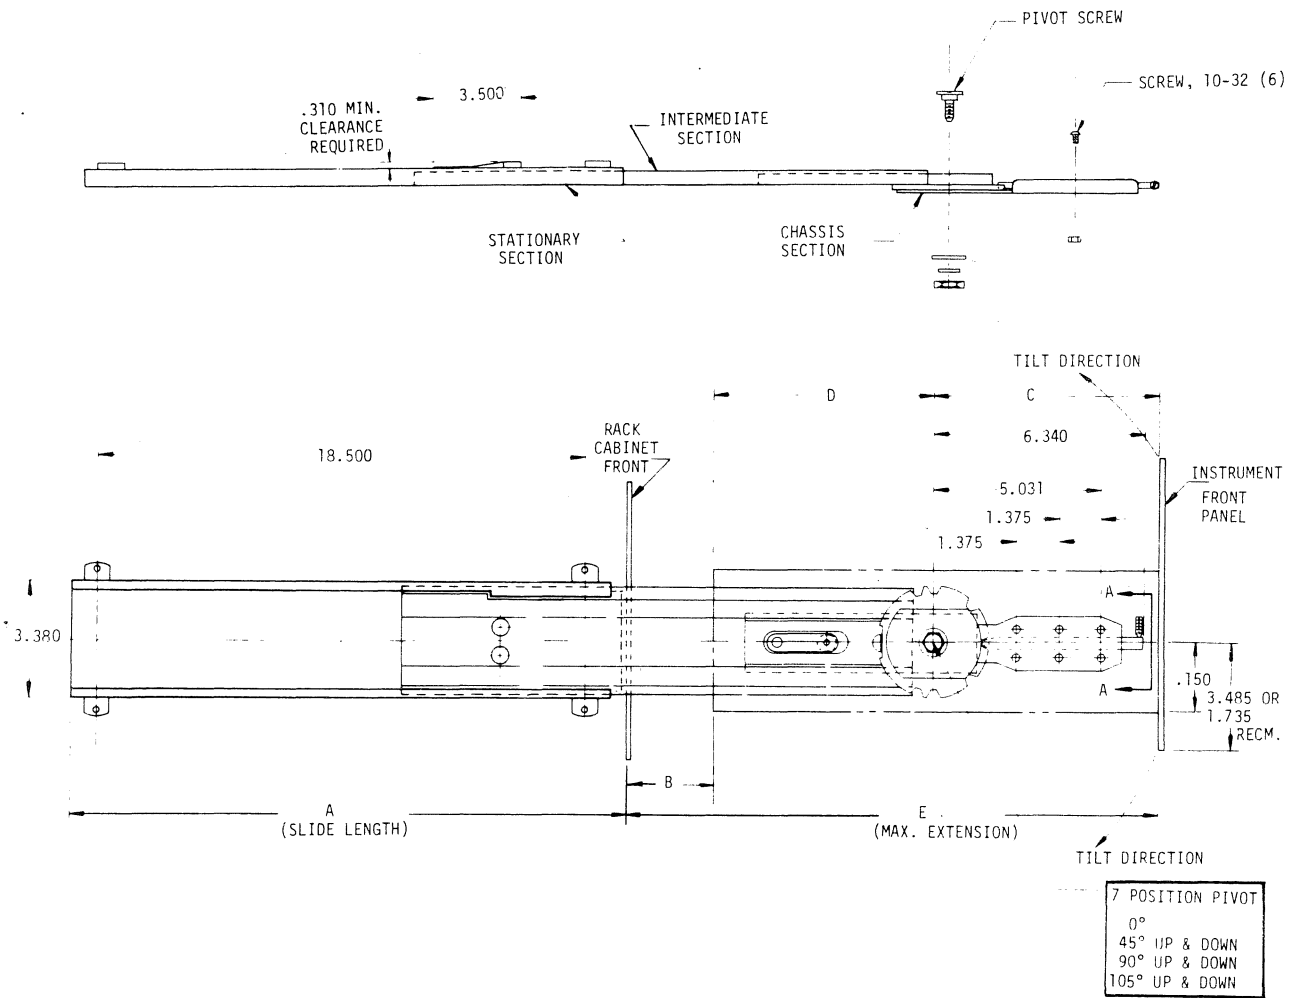 PIVOT SCREW
SCREW, 10-32 (6)
3.500
.310 MIN.
CLEARANCE
REQUIRED
INTERMEDIATE
SECTION
STATIONARY
SECTION
CHASSIS
SECTION
TILT DIRECTION
D
C
RACK
CABINET
FRONT
6.340
18.500
INSTRUMENT
FRONT
PANEL
5.031
1.375
1.375
A
3.380
A
.150
3.485 OR
1.735
RECM.
B
A
(SLIDE LENGTH)
E
(MAX. EXTENSION)
TILT DIRECTION
7 POSITION PIVOT
0°
45° UP & DOWN
90° UP & DOWN
105° UP & DOWN